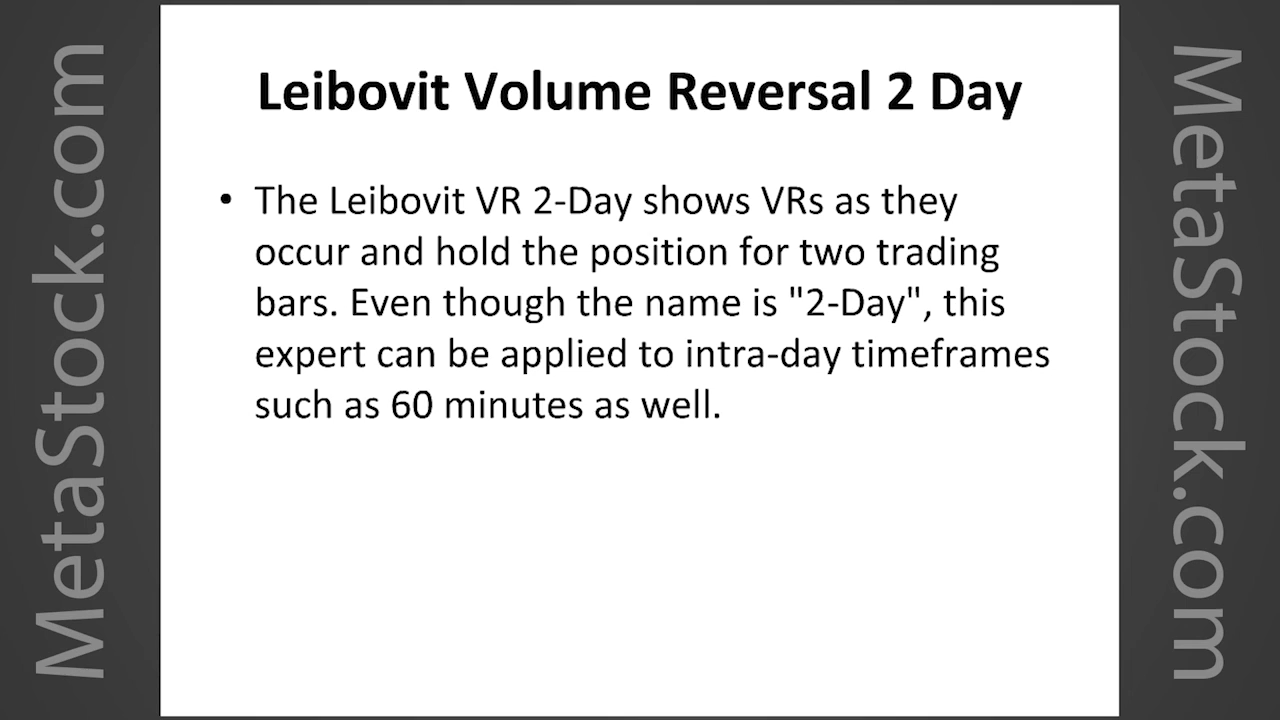 MetaStock.com
Leibovit Volume Reversal 2 Day
• The Leibovit VR 2-Day shows VRs as they
occur and hold the position for two trading
bars. Even though the name is "2-Day", this
expert can be applied to intra-day timeframes
such as 60 minutes as well.
MetaStock.com